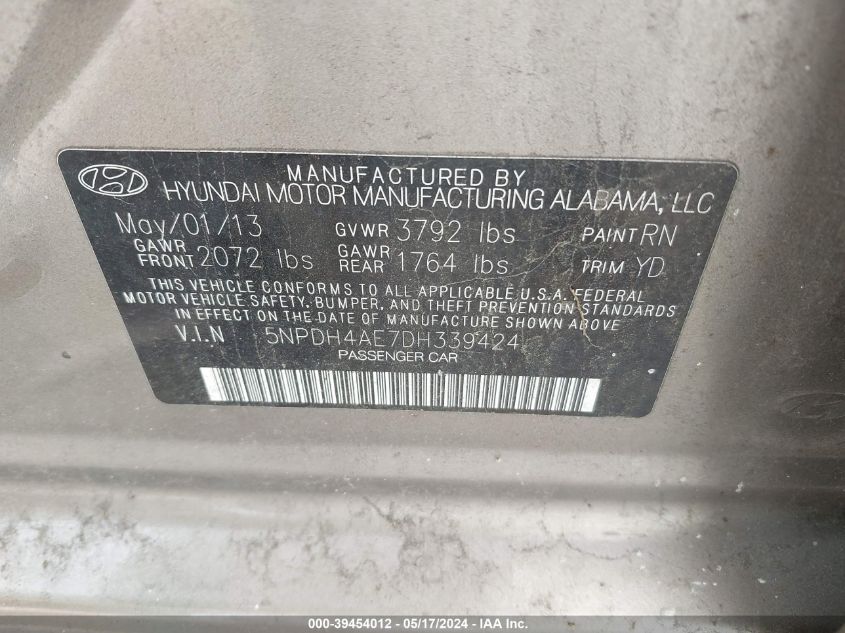 MANUFACTURED BY
HYUNDAI MOTOR MANUFACTURING ALABAMA, LLC
May/01/13 GVWR 3792 lbs PAINT RN
GAWR FRONT 2072 lbs GAWR REAR 1764 lbs TRIM YD
THIS VEHICLE CONFORMS TO ALL APPLICABLE U.S.A. FEDERAL
MOTOR VEHICLE SAFETY, BUMPER, AND THEFT PREVENTION STANDARDS
IN EFFECT ON THE DATE OF MANUFACTURE SHOWN ABOVE.
V.I.N 5NPDH4AE7DH339424
PASSENGER CAR
000-39454012 - 05/17/2024 - IAA Inc.